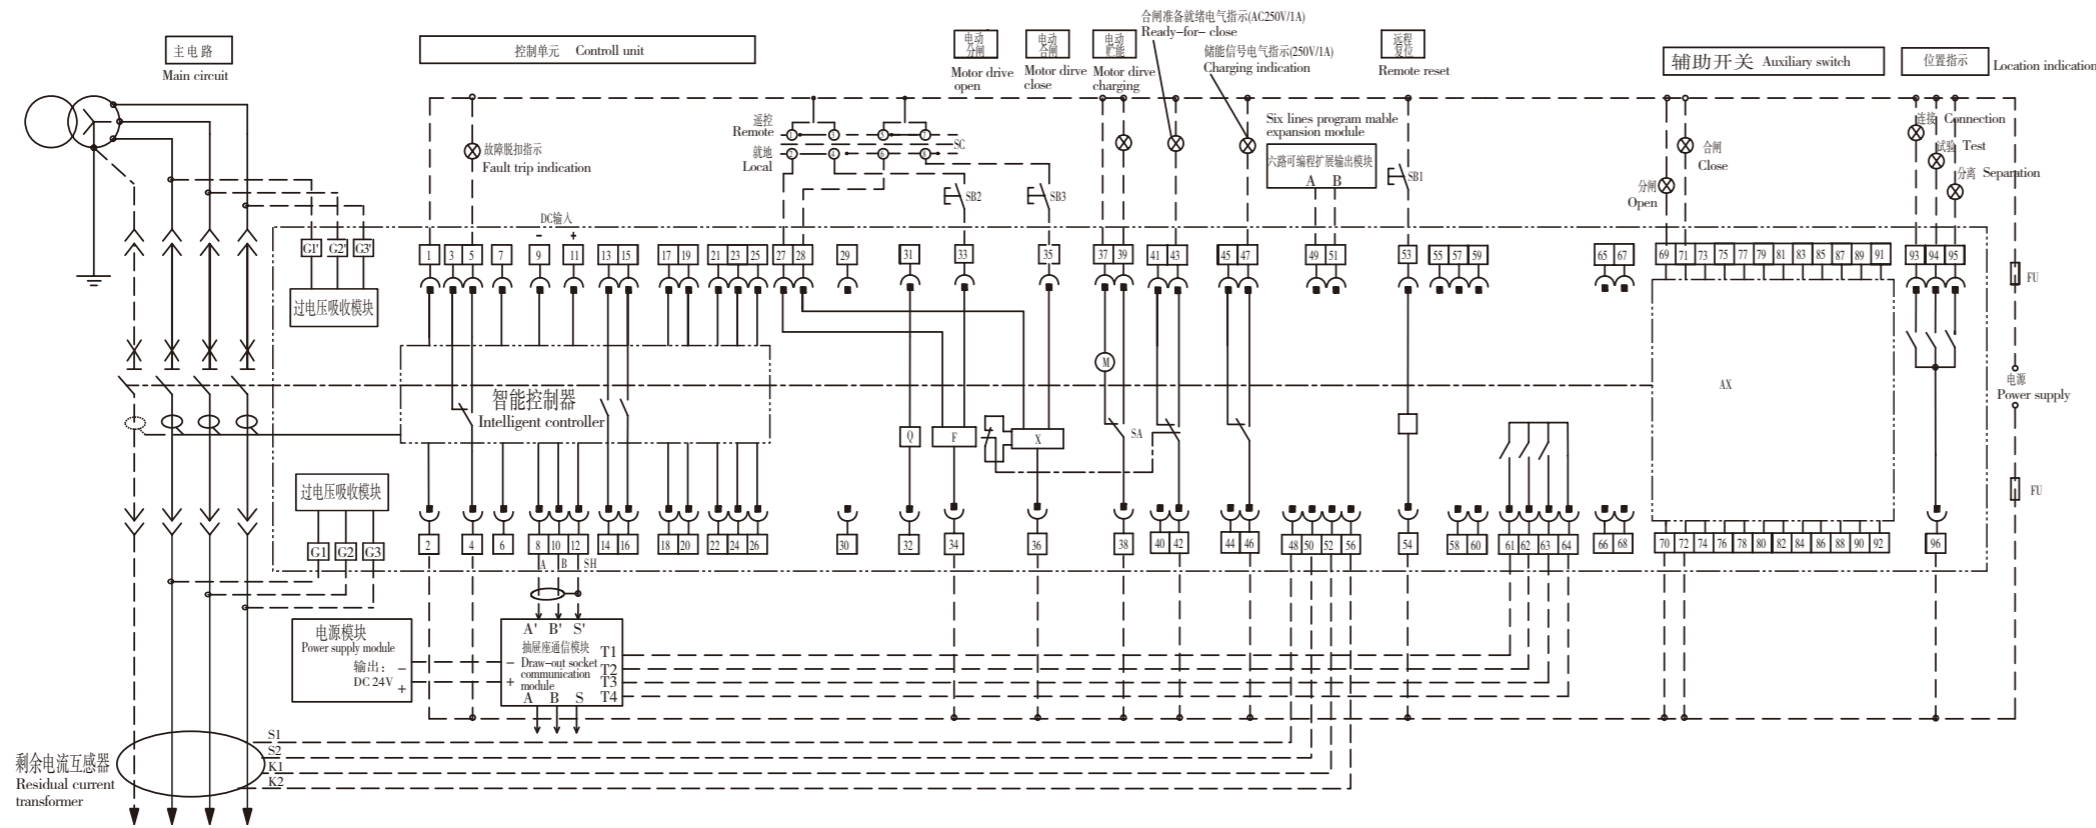 主电路
Main circuit
控制单元 Controll unit
电动
分闸
Motor drive
open
电动
合闸
Motor dirve
close
电动
贮能
Motor dirve
charging
合闸准备就绪电气指示(AC250V/1A)
Ready-for- close
储能信号电气指示(250V/1A)
Charging indication
远程
复位
Remote reset
辅助开关 Auxiliary switch
位置指示
Location indication
故障脱扣指示
Fault trip indication
遥控
Remote
就地
Local
1 3 5 7
2 4 6 8
SC
SB2
SB3
Six lines program mable
expansion module
六路可编程扩展输出模块
A B
SB1
合闸
Close
分闸
Open
连接 Connection
试验 Test
分离 Separation
DC输入
- +
G1' G2' G3'
过电压吸收模块
1 3 5 7 9 11 13 15 17 19 21 23 25 27 28 29 31 33 35 37 39 41 43 45 47 49 51 53 55 57 59 65 67 69 71 73 75 77 79 81 83 85 87 89 91 93 94 95
FU
M
智能控制器
Intelligent controller
Q
F
X
SA
AX
电源
Power supply
过电压吸收模块
G1 G2 G3
FU
2 4 6 8 10 12 14 16 18 20 22 24 26 30 32 34 36 38 40 42 44 46 48 50 52 56 54 58 60 61 62 63 64 66 68 70 72 74 76 78 80 82 84 86 88 90 92 96
A B SH
电源模块
Power supply module
输出: -
DC 24V
+
A' B' S'
抽屉座通信模块
- Draw-out socket
communication
+ module
A B S
T1
T2
T3
T4
S1
S2
K1
K2
剩余电流互感器
Residual current
transformer